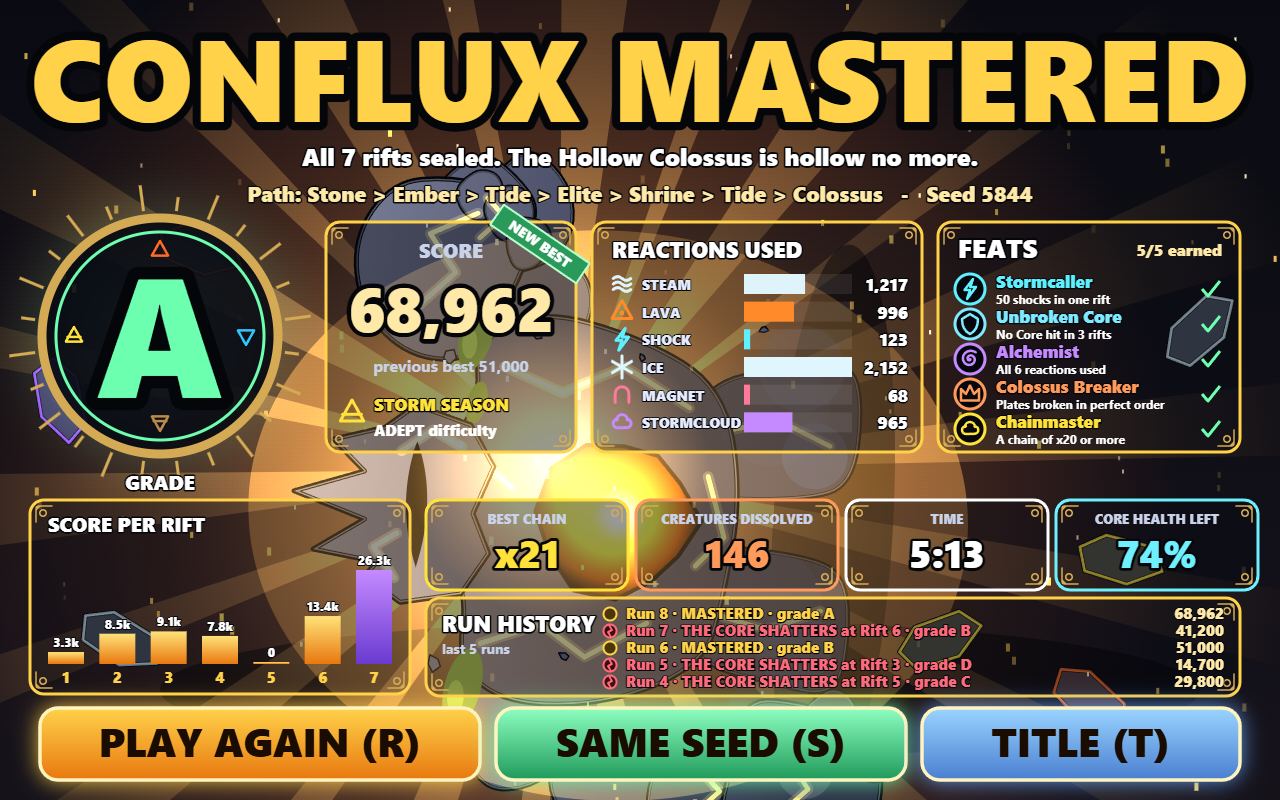 CONFLUX MASTERED
All 7 rifts sealed. The Hollow Colossus is hollow no more.
Path: Stone > Ember > Tide > Elite > Shrine > Tide > Colossus - Seed 5844
A
GRADE
SCORE
NEW BEST
68,962
previous best 51,000
STORM SEASON
ADEPT difficulty
REACTIONS USED
STEAM 1,217
LAVA 996
SHOCK 123
ICE 2,152
MAGNET 68
STORMCLOUD 965
FEATS 5/5 earned
Stormcaller
50 shocks in one rift
Unbroken Core
No Core hit in 3 rifts
Alchemist
All 6 reactions used
Colossus Breaker
Plates broken in perfect order
Chainmaster
A chain of x20 or more
SCORE PER RIFT
3.3k 8.5k 9.1k 7.8k 0 13.4k 26.3k
1 2 3 4 5 6 7
BEST CHAIN
x21
CREATURES DISSOLVED
146
TIME
5:13
CORE HEALTH LEFT
74%
RUN HISTORY
last 5 runs
Run 8 · MASTERED · grade A 68,962
Run 7 · THE CORE SHATTERS at Rift 6 · grade B 41,200
Run 6 · MASTERED · grade B 51,000
Run 5 · THE CORE SHATTERS at Rift 3 · grade D 14,700
Run 4 · THE CORE SHATTERS at Rift 5 · grade C 29,800
PLAY AGAIN (R)
SAME SEED (S)
TITLE (T)